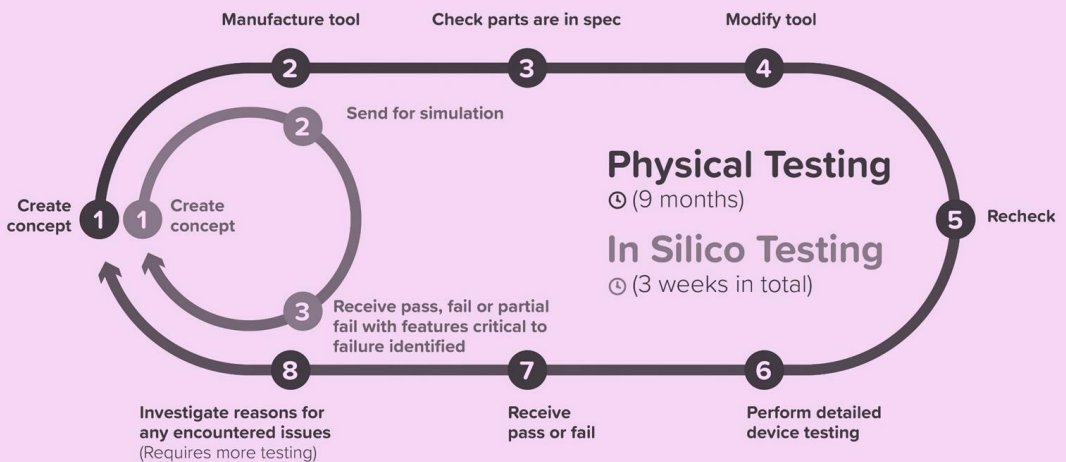 Manufacture tool
Check parts are in spec
Modify tool
2
3
4
2
Send for simulation
Physical Testing
(9 months)
Create
concept
1
1
Create
concept
5
Recheck
In Silico Testing
(3 weeks in total)
3
Receive pass, fail or partial
fail with features critical to
failure identified
8
7
6
Investigate reasons for
any encountered issues
(Requires more testing)
Receive
pass or fail
Perform detailed
device testing